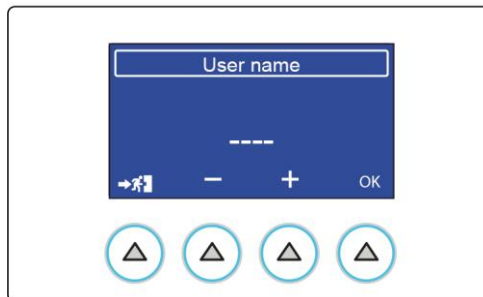 User name
----
− + OK